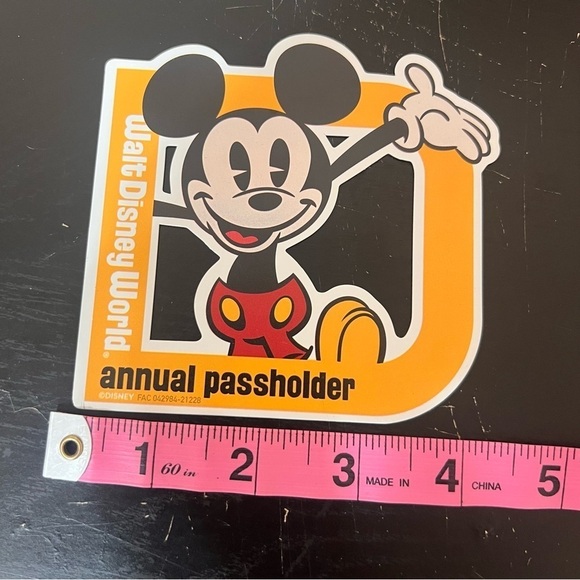 Walt Disney World®
annual passholder
©DISNEY FAC 042984-21228
1 60 in 2 3 MADE IN 4 CHINA 5